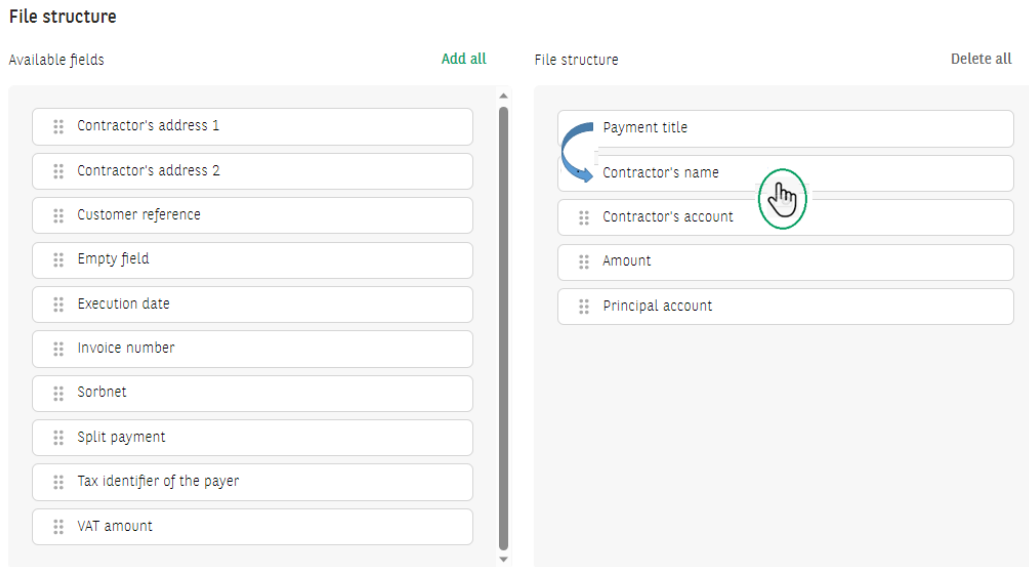 File structure
Available fields
Add all
Contractor's address 1
Contractor's address 2
Customer reference
Empty field
Execution date
Invoice number
Sorbnet
Split payment
Tax identifier of the payer
VAT amount
File structure
Delete all
Payment title
Contractor's name
Contractor's account
Amount
Principal account